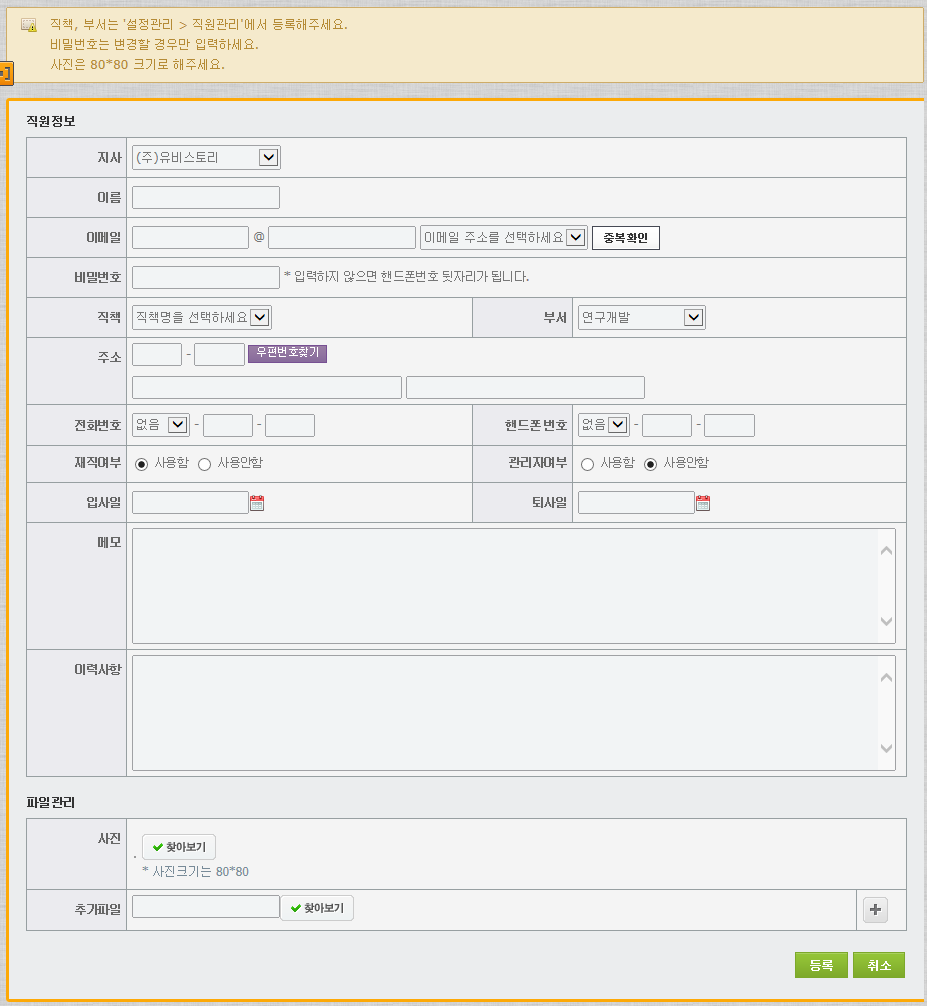 직책, 부서는 '설정관리 > 직원관리'에서 등록해주세요.
비밀번호는 변경할 경우만 입력하세요.
사진은 80*80 크기로 해주세요.
직원정보
지사 (주)유비스토리
이름
이메일 @ 이메일 주소를 선택하세요 중복확인
비밀번호 * 입력하지 않으면 핸드폰번호 뒷자리가 됩니다.
직책 직책명을 선택하세요 부서 연구개발
주소 - 우편번호찾기
전화번호 없음 - - 핸드폰번호 없음 - -
재직여부 사용함 사용안함 관리자여부 사용함 사용안함
입사일 퇴사일
메모
이력사항
파일관리
사진 . 찾아보기
* 사진크기는 80*80
추가파일 찾아보기 +
등록 취소